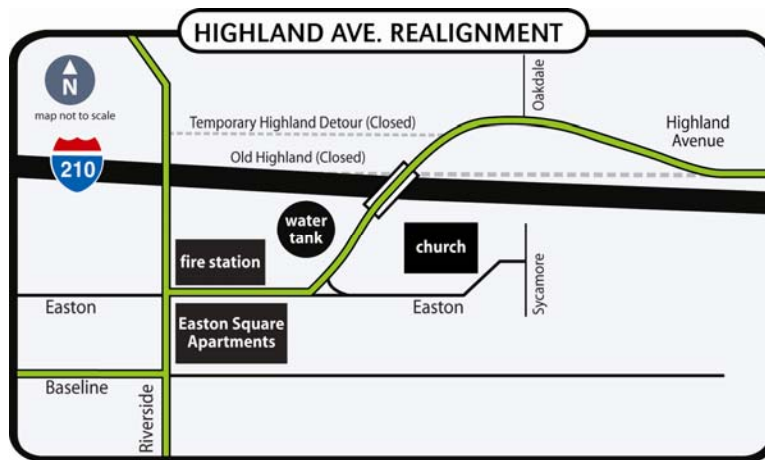 HIGHLAND AVE. REALIGNMENT
N
map not to scale
Oakdale
Temporary Highland Detour (Closed)
Highland
Avenue
Old Highland (Closed)
210
water
tank
church
fire station
Sycamore
Easton
Easton
Easton Square
Apartments
Baseline
Riverside